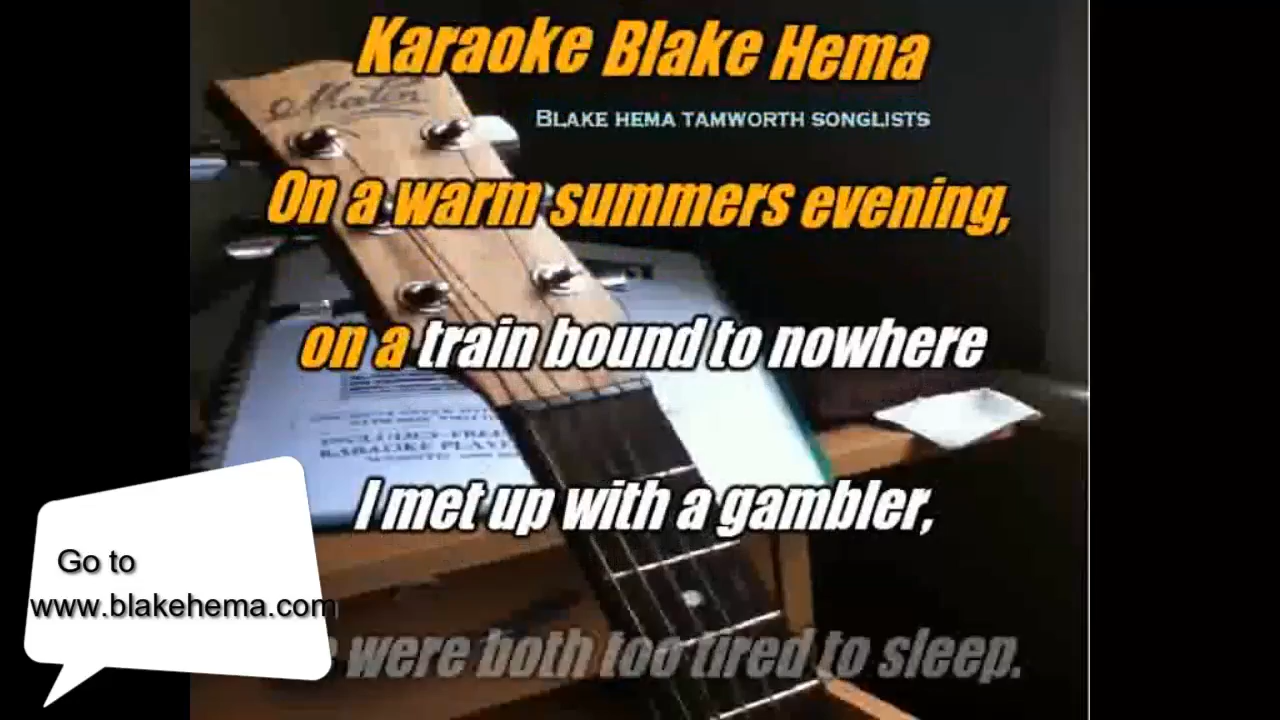 Karaoke Blake Hema
BLAKE HEMA TAMWORTH SONGLISTS
On a warm summers evening,
on a train bound to nowhere
KARAOKE
I met up with a gambler,
Go to
www.blakehema.com
were both too tired to sleep.